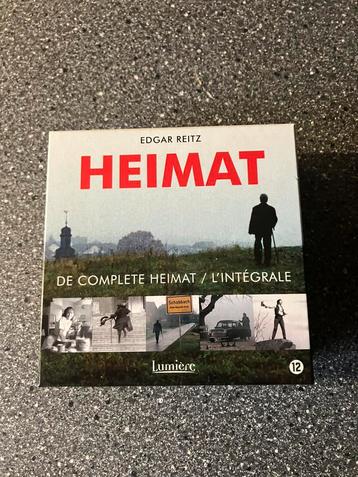 EDGAR REITZ
HEIMAT
DE COMPLETE HEIMAT / L'INTÉGRALE
Schabbach
Lumière
12